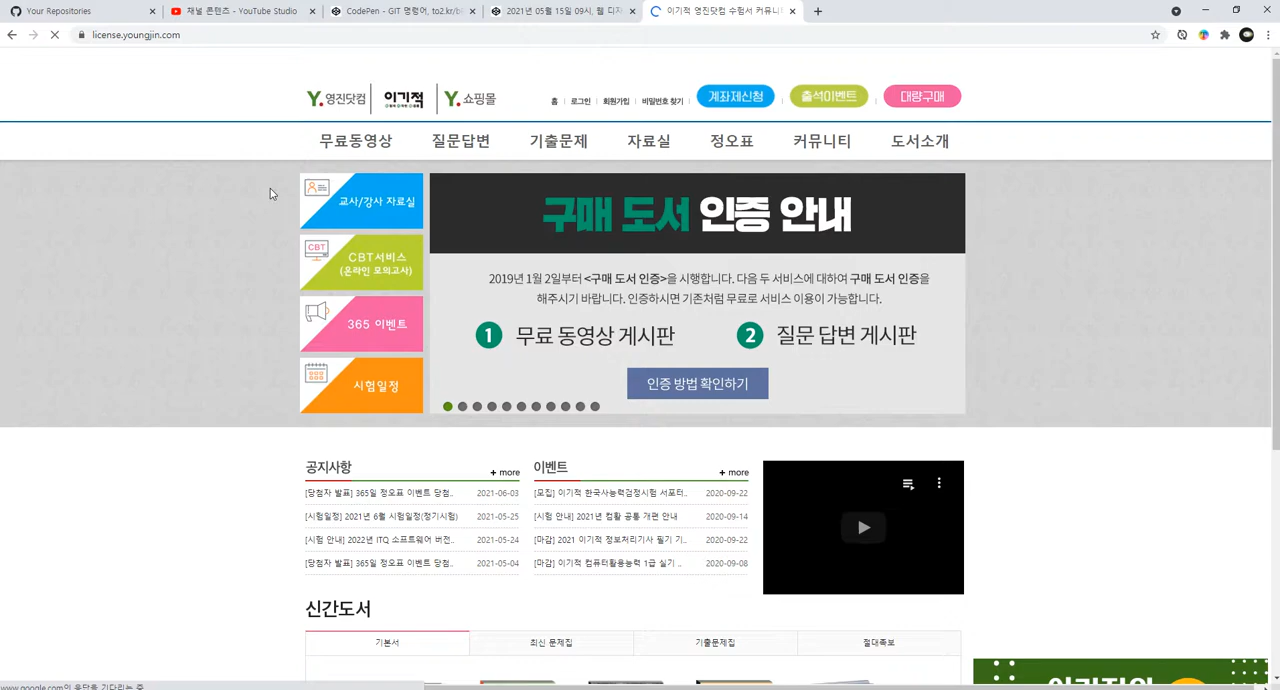 Your Repositories
재널 콘텐츠 - YouTube Studio
CodePen - GIT 명령어, to2.kr/b
2021년 05월 15일 09시, 웹 디자
이기적 영진닷컴 수험서 커뮤니
license.youngjin.com
Y. 영진닷컴
이기적
Y. 쇼핑몰
홈 로그인 회원가입 비밀번호 찾기
계좌제신청
출석이벤트
대량구매
무료동영상 질문답변 기출문제 자료실 정오표 커뮤니티 도서소개
교사/강사 자료실
CBT
CBT서비스
(온라인 모의고사)
365 이벤트
시험일정
구매 도서 인증 안내
2019년 1월 2일부터 <구매 도서 인증>을 시행합니다. 다음 두 서비스에 대하여 구매 도서 인증을
해주시기 바랍니다. 인증하시면 기존처럼 무료로 서비스 이용이 가능합니다.
1 무료 동영상 게시판
2 질문 답변 게시판
인증 방법 확인하기
공지사항
+ more
[당첨자 발표] 365일 정오표 이벤트 당첨.. 2021-06-03
[시험일정] 2021년 6월 시험일정(정기시험) 2021-05-25
[시험 안내] 2022년 ITQ 소프트웨어 버전.. 2021-05-24
[당첨자 발표] 365일 정오표 이벤트 당첨.. 2021-05-04
이벤트
+ more
[모집] 이기적 한국사능력검정시험 서포터.. 2020-09-22
[시험 안내] 2021년 컴활 공통 개편 안내 2020-09-14
[마감] 2021 이기적 정보처리기사 필기 기.. 2020-09-22
[마감] 이기적 컴퓨터활용능력 1급 실기 .. 2020-09-08
신간도서
기본서 최신 문제집 기출문제집 절대족보
www.google.com의 응답을 기다리는 중